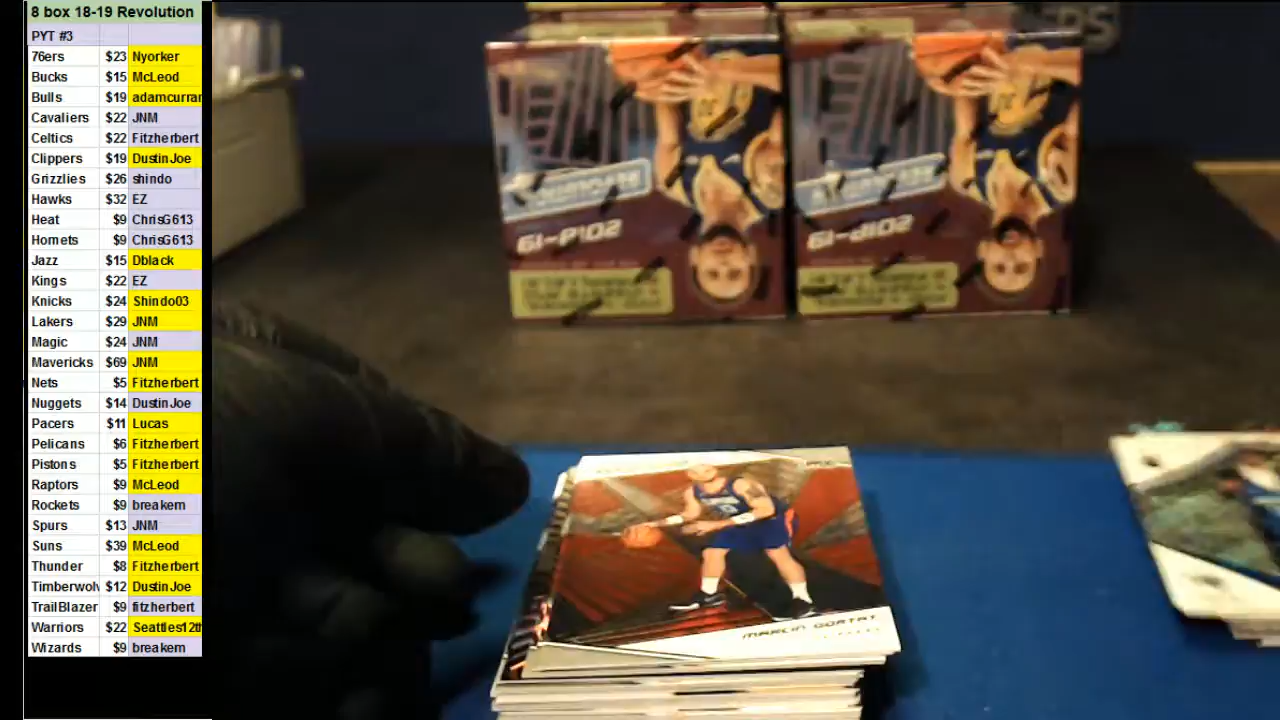 8 box 18-19 Revolution
PYT #3
76ers $23 Nyorker
Bucks $15 McLeod
Bulls $19 adamcurran
Cavaliers $22 JNM
Celtics $22 Fitzherbert
Clippers $19 DustinJoe
Grizzlies $26 shindo
Hawks $32 EZ
Heat $9 ChrisG613
Hornets $9 ChrisG613
Jazz $15 Dblack
Kings $22 EZ
Knicks $24 Shindo03
Lakers $29 JNM
Magic $24 JNM
Mavericks $69 JNM
Nets $5 Fitzherbert
Nuggets $14 DustinJoe
Pacers $11 Lucas
Pelicans $6 Fitzherbert
Pistons $5 Fitzherbert
Raptors $9 McLeod
Rockets $9 breakem
Spurs $13 JNM
Suns $39 McLeod
Thunder $8 Fitzherbert
Timberwolv $12 DustinJoe
TrailBlazer $9 fitzherbert
Warriors $22 Seattles12th
Wizards $9 breakem
2018-19
2018-19
MARCIN GORTAT